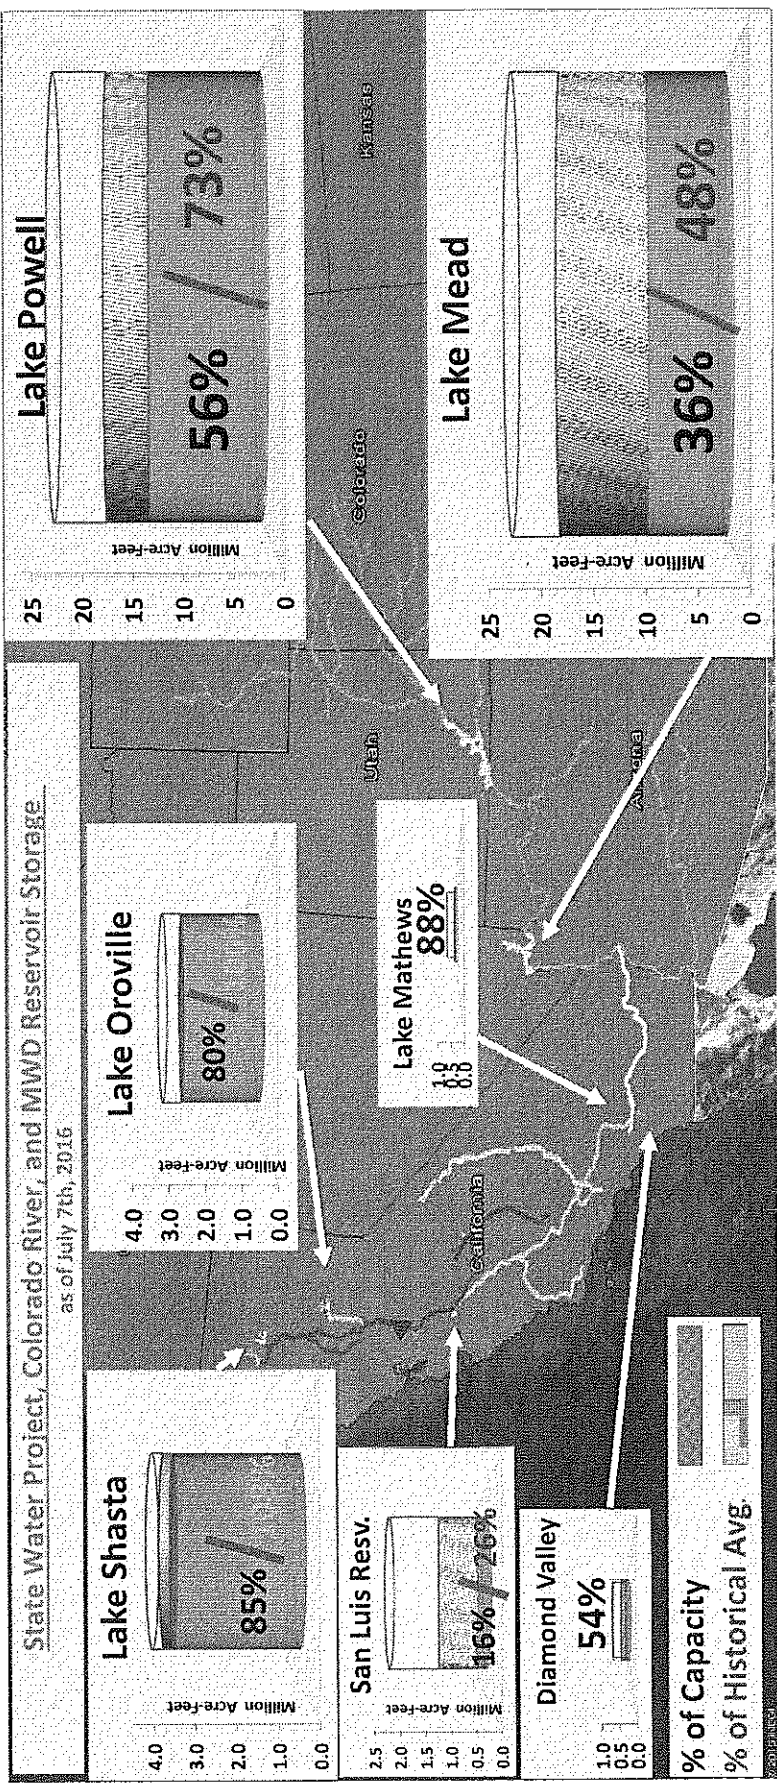 State Water Project, Colorado River, and MWD Reservoir Storage
as of July 7th, 2016
Lake Shasta
Million Acre-Feet
4.0
3.0
2.0
1.0
0.0
85% /
Lake Oroville
Million Acre-Feet
4.0
3.0
2.0
1.0
0.0
80% /
Lake Powell
Million Acre-Feet
25
20
15
10
5
0
56% / 73%
San Luis Resv.
2.5
2.0
1.5
1.0
0.5
0.0
Million Acre-Feet
16% / 26%
Lake Mathews
1.0
0.5
0.0
88%
Lake Mead
Million Acre-Feet
25
20
15
10
5
0
36% / 48%
Diamond Valley
1.0
0.5
0.0
54%
California
Utah
Arizona
Colorado
Kansas
% of Capacity
% of Historical Avg.